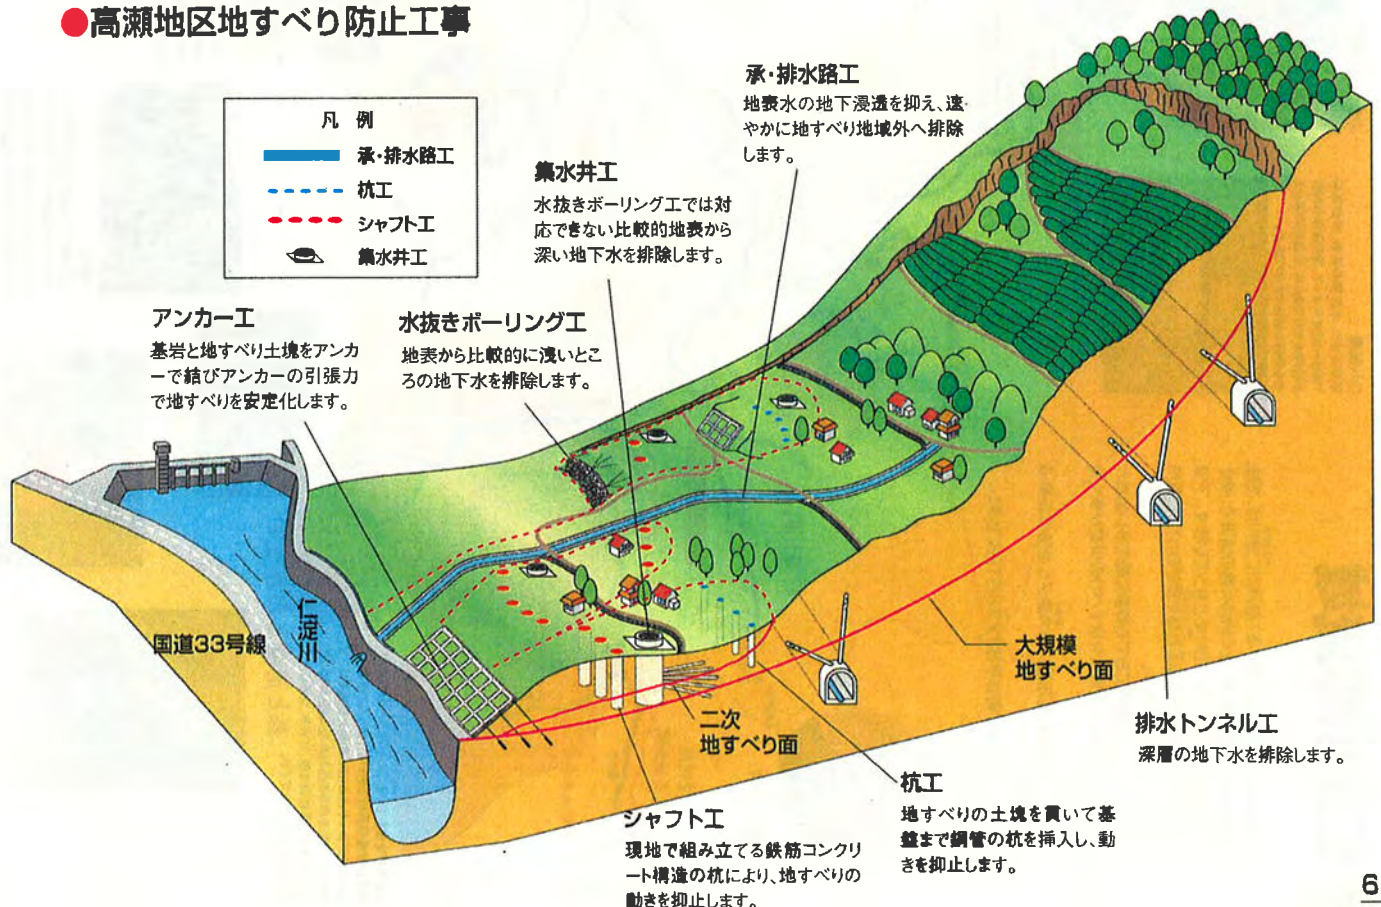 ●高瀬地区地すべり防止工事
凡 例
承・排水路工
杭工
シャフト工
集水井工
承・排水路工
地表水の地下浸透を抑え、速
やかに地すべり地域外へ排除
します。
集水井工
水抜きボーリング工では対
応できない比較的地表から
深い地下水を排除します。
アンカー工
基岩と地すべり土塊をアンカ
ーで結びアンカーの引張力
で地すべりを安定化します。
水抜きボーリング工
地表から比較的に浅いとこ
ろの地下水を排除します。
国道33号線
仁淀川
大規模
地すべり面
二次
地すべり面
排水トンネル工
深層の地下水を排除します。
杭工
地すべりの土塊を貫いて基
盤まで鋼管の杭を挿入し、動
きを抑止します。
シャフト工
現地で組み立てる鉄筋コンクリ
ート構造の杭により、地すべりの
動きを抑止します。
6